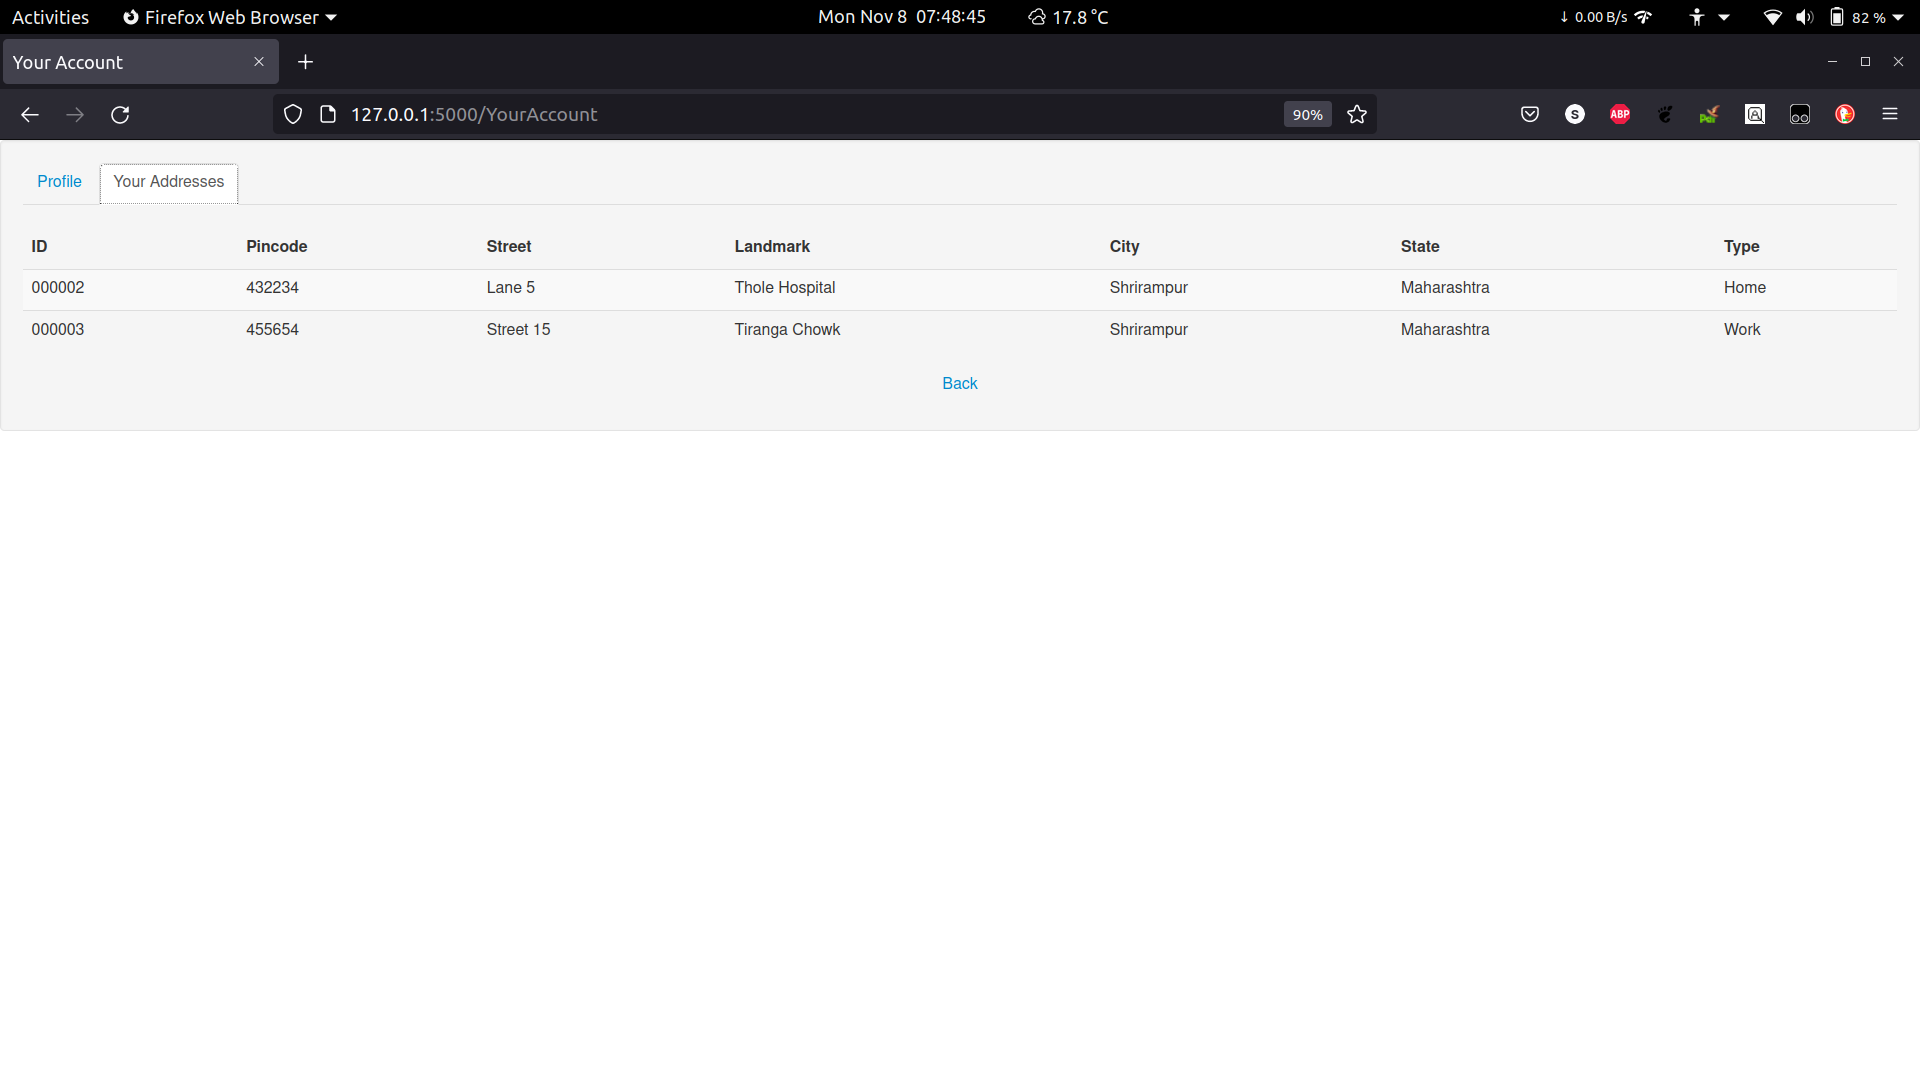 Activities Firefox Web Browser Mon Nov 8 07:48:45 17.8 °C ↓ 0.00 B/s 82 %
Your Account
127.0.0.1:5000/YourAccount 90% S ABP
Profile Your Addresses
ID Pincode Street Landmark City State Type
000002 432234 Lane 5 Thole Hospital Shrirampur Maharashtra Home
000003 455654 Street 15 Tiranga Chowk Shrirampur Maharashtra Work
Back